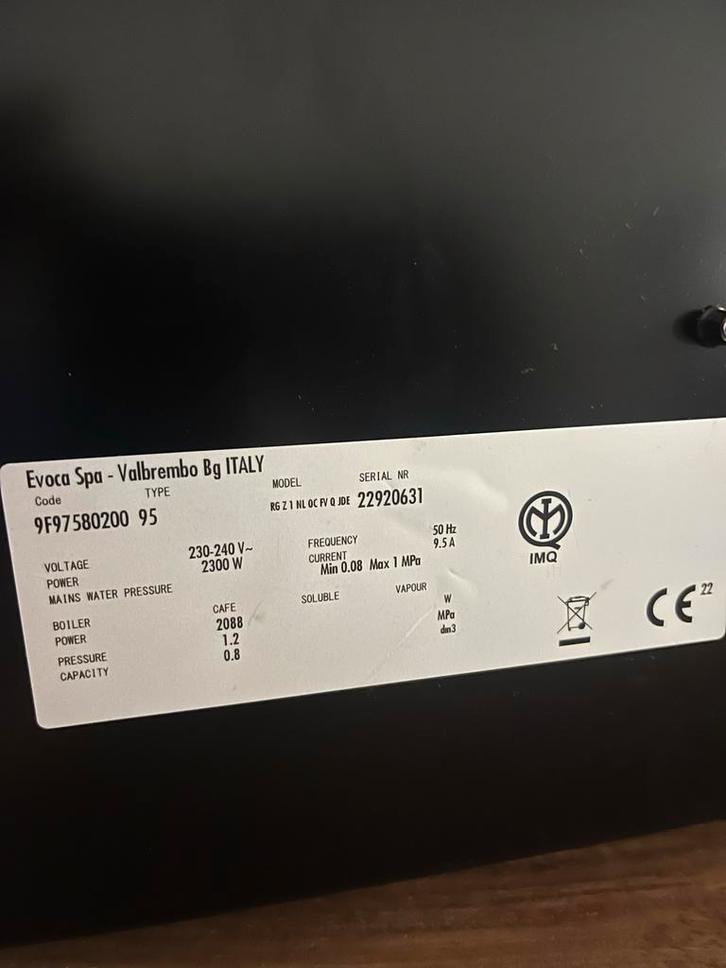 Evoca Spa - Valbrembo Bg ITALY
Code TYPE MODEL SERIAL NR
9F97580200 95 RG Z 1 NL OC FV Q JDE 22920631
VOLTAGE 230-240 V~ FREQUENCY 50 Hz
POWER 2300 W CURRENT 9.5 A
MAINS WATER PRESSURE Min 0.08 Max 1 MPa
BOILER CAFE SOLUBLE VAPOUR
POWER 2088 W
PRESSURE 1.2 MPa
CAPACITY 0.8 dm3
IMQ
CE 22